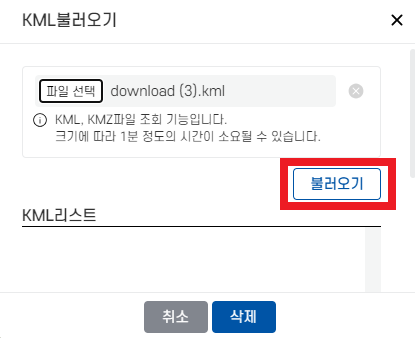 KML불러오기
파일 선택 download (3).kml
KML, KMZ파일 조회 기능입니다.
크기에 따라 1분 정도의 시간이 소요될 수 있습니다.
불러오기
KML리스트
취소 삭제